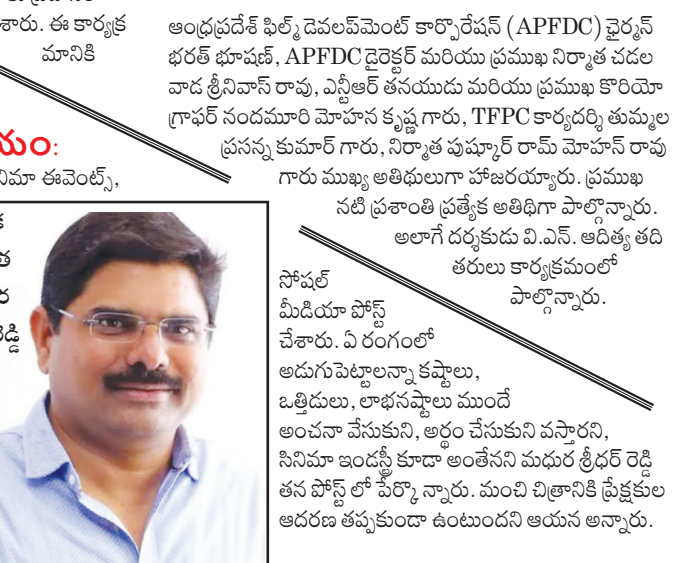 శారు. ఈ కార్యక్ర
మానికి
ఆంధ్రప్రదేశ్ ఫిల్మ్ డెవలప్‌మెంట్ కార్పొరేషన్ (APFDC) ఛైర్మన్
భరత్ భూషణ్, APFDC డైరెక్టర్ మరియు ప్రముఖ నిర్మాత చడల
వాడ శ్రీనివాస్ రావు, ఎన్టీఆర్ తనయుడు మరియు ప్రముఖ కొరియో
గ్రాఫర్ నందమూరి మోహన కృష్ణ గారు, TFPC కార్యదర్శి తుమ్మల
ప్రసన్న కుమార్ గారు, నిర్మాత పుష్కూర్ రామ్ మోహన్ రావు
గారు ముఖ్య అతిథులుగా హాజరయ్యారు. ప్రముఖ
నటి ప్రశాంతి ప్రత్యేక అతిథిగా పాల్గొన్నారు.
అలాగే దర్శకుడు వి.ఎన్. ఆదిత్య తది
తరులు కార్యక్రమంలో
పాల్గొన్నారు.
యం:
నిమా ఈవెంట్స్,
క
త
ర
రెడ్డి
సోషల్
మీడియా పోస్ట్
చేశారు. ఏ రంగంలో
అడుగుపెట్టాలన్నా కష్టాలు,
ఒత్తిడులు, లాభనష్టాలు ముందే
అంచనా వేసుకుని, అర్థం చేసుకుని వస్తారని,
సినిమా ఇండస్ట్రీ కూడా అంతేనని మధుర శ్రీధర్ రెడ్డి
తన పోస్ట్ లో పేర్కొ న్నారు. మంచి చిత్రానికి ప్రేక్షకుల
ఆదరణ తప్పకుండా ఉంటుందని ఆయన అన్నారు.